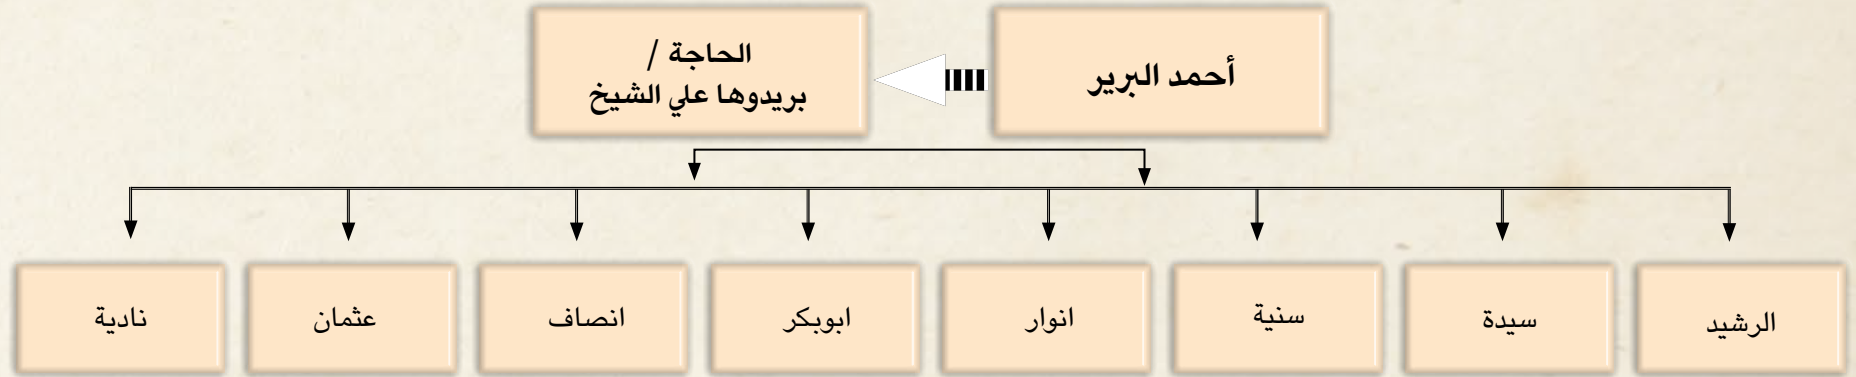 أحمد البرير
الحاجة /
بريدوها علي الشيخ
الرشيد
سيدة
سنية
انوار
ابوبكر
انصاف
عثمان
نادية